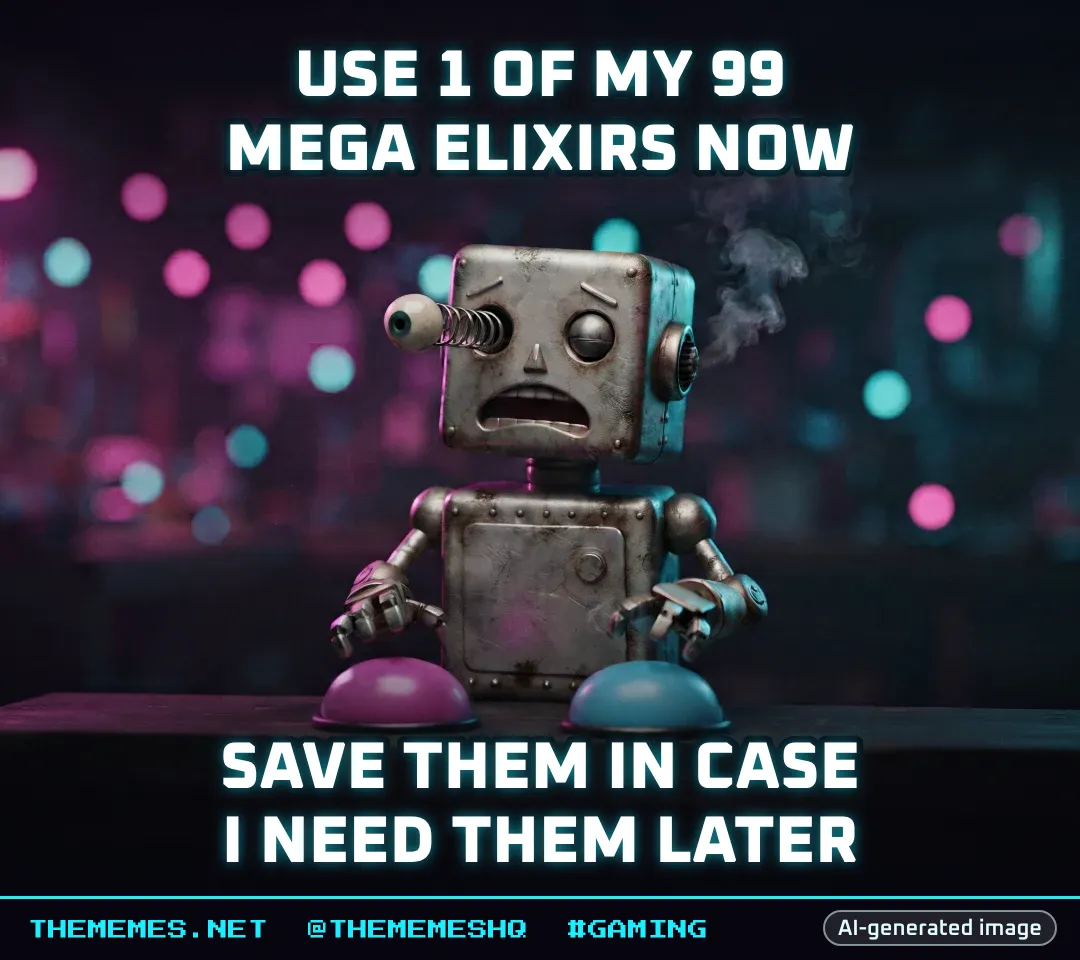 USE 1 OF MY 99
MEGA ELIXIRS NOW
SAVE THEM IN CASE
I NEED THEM LATER
THEMEMES.NET @THEMEMESHQ #GAMING AI-generated image